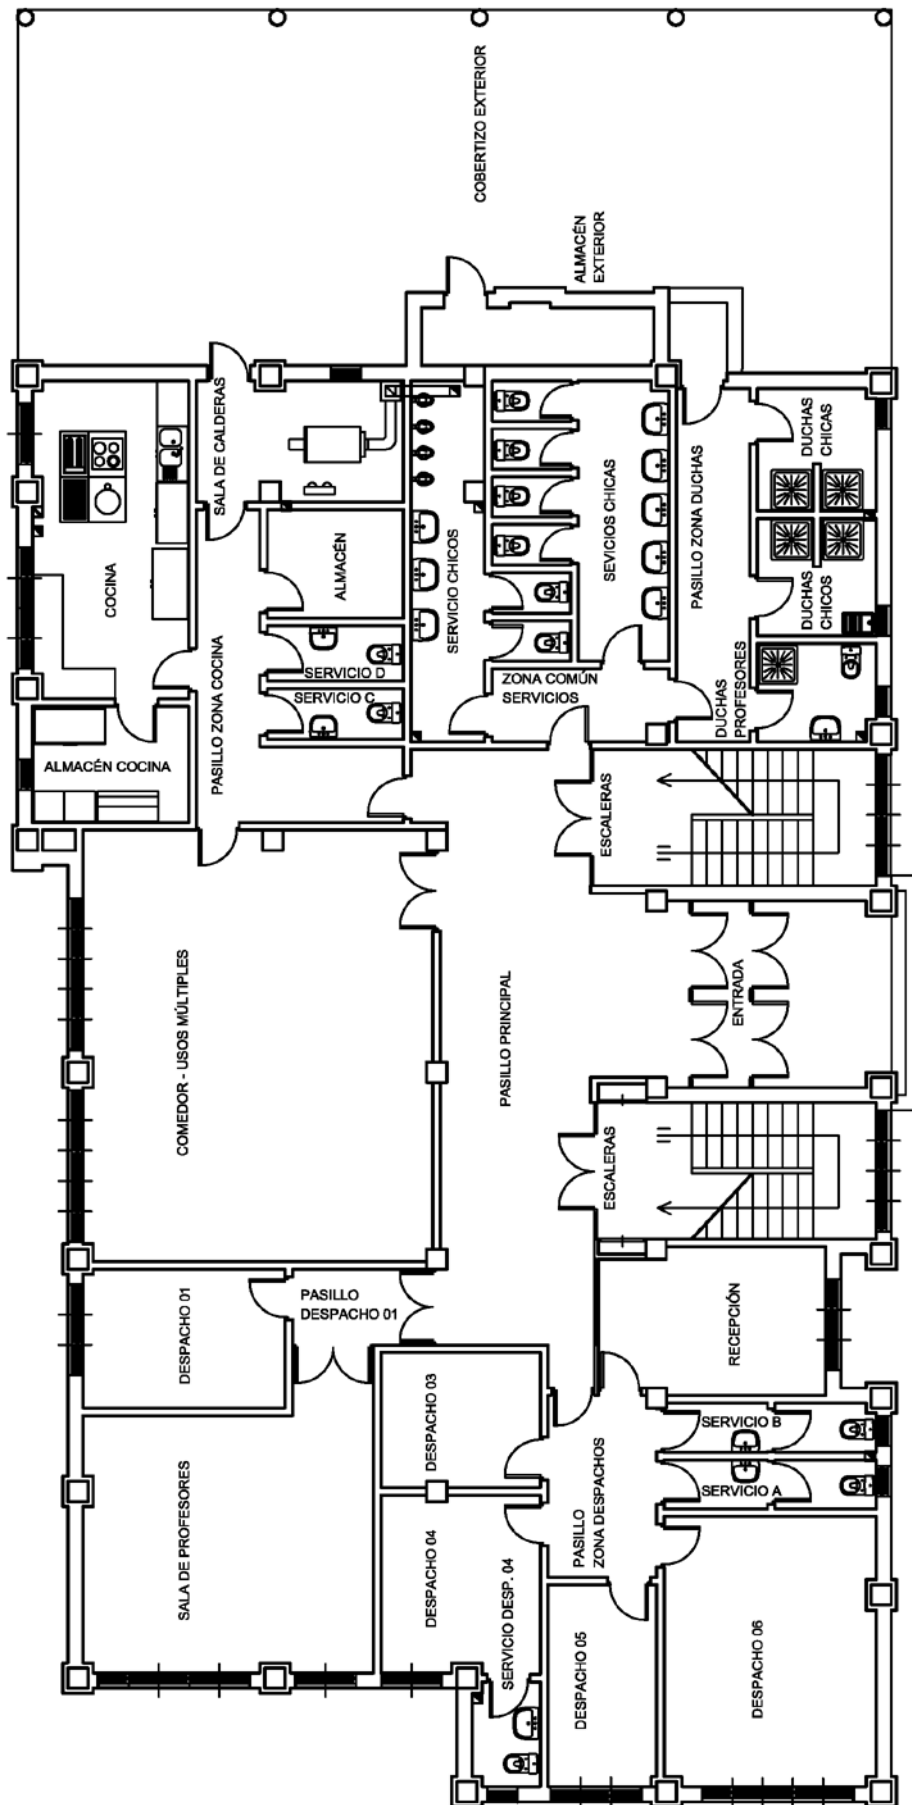 COBERTIZO EXTERIOR
ALMACÉN
EXTERIOR
SALA DE CALDERAS
COCINA
ALMACÉN
SERVICIO CHICOS
SEVICIOS CHICAS
PASILLO ZONA DUCHAS
DUCHAS
CHICAS
DUCHAS
CHICOS
SERVICIO D
SERVICIO C
ZONA COMÚN
SERVICIOS
DUCHAS
PROFESORES
PASILLO ZONA COCINA
ALMACÉN COCINA
ESCALERAS
COMEDOR - USOS MÚLTIPLES
PASILLO PRINCIPAL
ENTRADA
ESCALERAS
DESPACHO 01
PASILLO
DESPACHO 01
RECEPCIÓN
DESPACHO 03
SERVICIO B
SERVICIO A
SALA DE PROFESORES
DESPACHO 04
PASILLO
ZONA DESPACHOS
SERVICIO DESP. 04
DESPACHO 05
DESPACHO 06